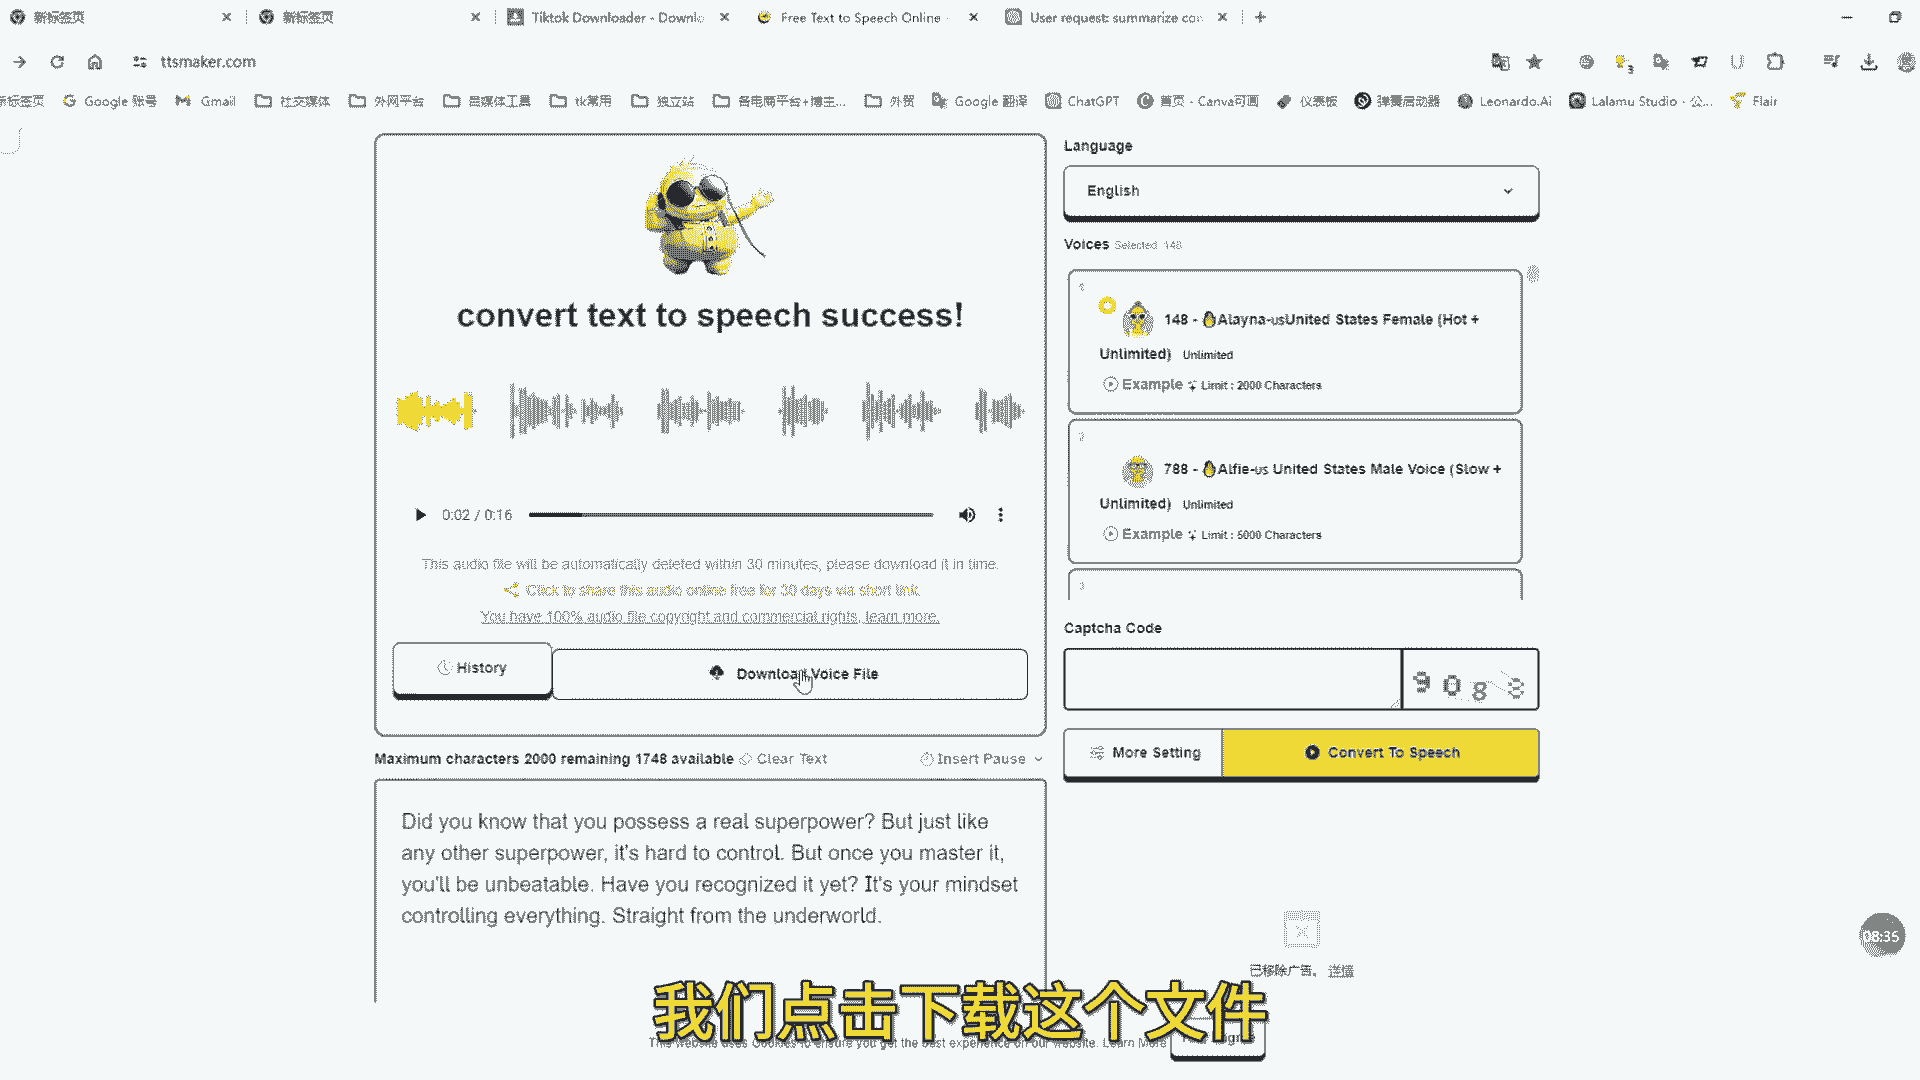 新标签页
新标签页
Tiktok Downloader - Downlo
Free Text to Speech Online
User request: summarize con
ttsmaker.com
新标签页
Google 账号
Gmail
社交媒体
外网平台
自媒体工具
tk常用
独立站
各电商平台+博主...
外贸
Google 翻译
ChatGPT
首页 - Canva可画
仪表板
弹簧启动器
Leonardo.Ai
Lalamu Studio - 公...
Flair
convert text to speech success!
0:02 / 0:16
This audio file will be automatically deleted within 30 minutes, please download it in time.
Click to share this audio online free for 30 days via short link.
You have 100% audio file copyright and commercial rights, learn more.
History
Download Voice File
Maximum characters 2000 remaining 1748 available
Clear Text
Insert Pause
Did you know that you possess a real superpower? But just like
any other superpower, it's hard to control. But once you master it,
you'll be unbeatable. Have you recognized it yet? It's your mindset
controlling everything. Straight from the underworld.
Language
English
Voices Selected: 148
1
148 - 🔥Alayna-usUnited States Female (Hot +
Unlimited) Unlimited
Example Limit : 2000 Characters
2
788 - 🔥Alfie-us United States Male Voice (Slow +
Unlimited) Unlimited
Example Limit : 5000 Characters
3
Captcha Code
9 0 8 3
More Setting
Convert To Speech
已移除广告。 详情
08:35
我们点击下载这个文件
This website uses Cookies to ensure you get the best experience on our website. Learn More